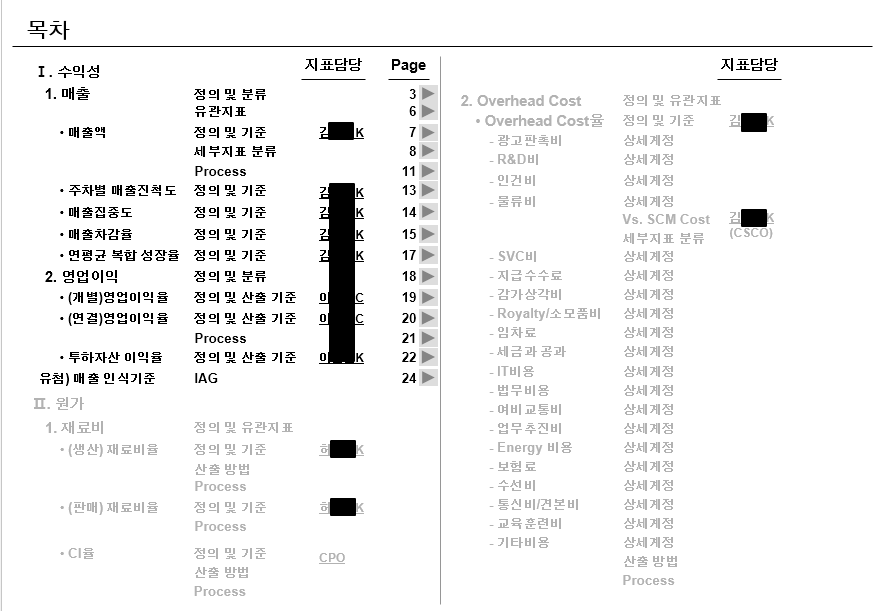 목차
지표담당 Page
Ⅰ. 수익성
1. 매출 정의 및 분류 3
유관지표 6
• 매출액 정의 및 기준 김 K 7
세부지표 분류 8
Process 11
• 주차별 매출진척도 정의 및 기준 김 K 13
• 매출집중도 정의 및 기준 김 K 14
• 매출차감율 정의 및 기준 김 K 15
• 연평균 복합 성장율 정의 및 기준 김 K 17
2. 영업이익 정의 및 분류 18
• (개별)영업이익율 정의 및 산출 기준 이 C 19
• (연결)영업이익율 정의 및 산출 기준 이 C 20
Process 21
• 투하자산 이익율 정의 및 산출 기준 이 K 22
유첨) 매출 인식기준 IAG 24
Ⅱ. 원가
1. 재료비 정의 및 유관지표
• (생산) 재료비율 정의 및 기준 허 K
산출 방법
Process
• (판매) 재료비율 정의 및 기준 허 K
Process
• CI율 정의 및 기준 CPO
산출 방법
Process
지표담당
2. Overhead Cost 정의 및 유관지표
• Overhead Cost율 정의 및 기준 김 K
- 광고판촉비 상세계정
- R&D비 상세계정
- 인건비 상세계정
- 물류비 상세계정
Vs. SCM Cost 김 K
세부지표 분류 (CSCO)
- SVC비 상세계정
- 지급수수료 상세계정
- 감가상각비 상세계정
- Royalty/소모품비 상세계정
- 임차료 상세계정
- 세금과 공과 상세계정
- IT비용 상세계정
- 법무비용 상세계정
- 여비교통비 상세계정
- 업무추진비 상세계정
- Energy 비용 상세계정
- 보험료 상세계정
- 수선비 상세계정
- 통신비/견본비 상세계정
- 교육훈련비 상세계정
- 기타비용 상세계정
산출 방법
Process